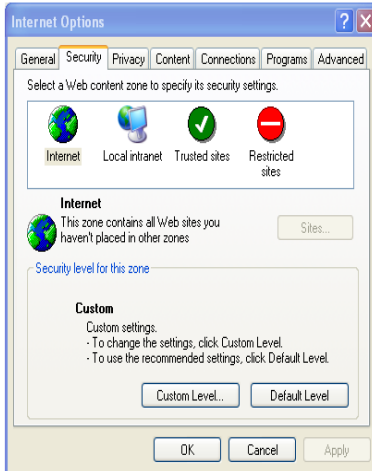 Internet Options
General Security Privacy Content Connections Programs Advanced
Select a Web content zone to specify its security settings.
Internet Local intranet Trusted sites Restricted
sites
Internet
This zone contains all Web sites you
haven't placed in other zones
Sites...
Security level for this zone
Custom
Custom settings.
- To change the settings, click Custom Level.
- To use the recommended settings, click Default Level.
Custom Level... Default Level
OK Cancel Apply